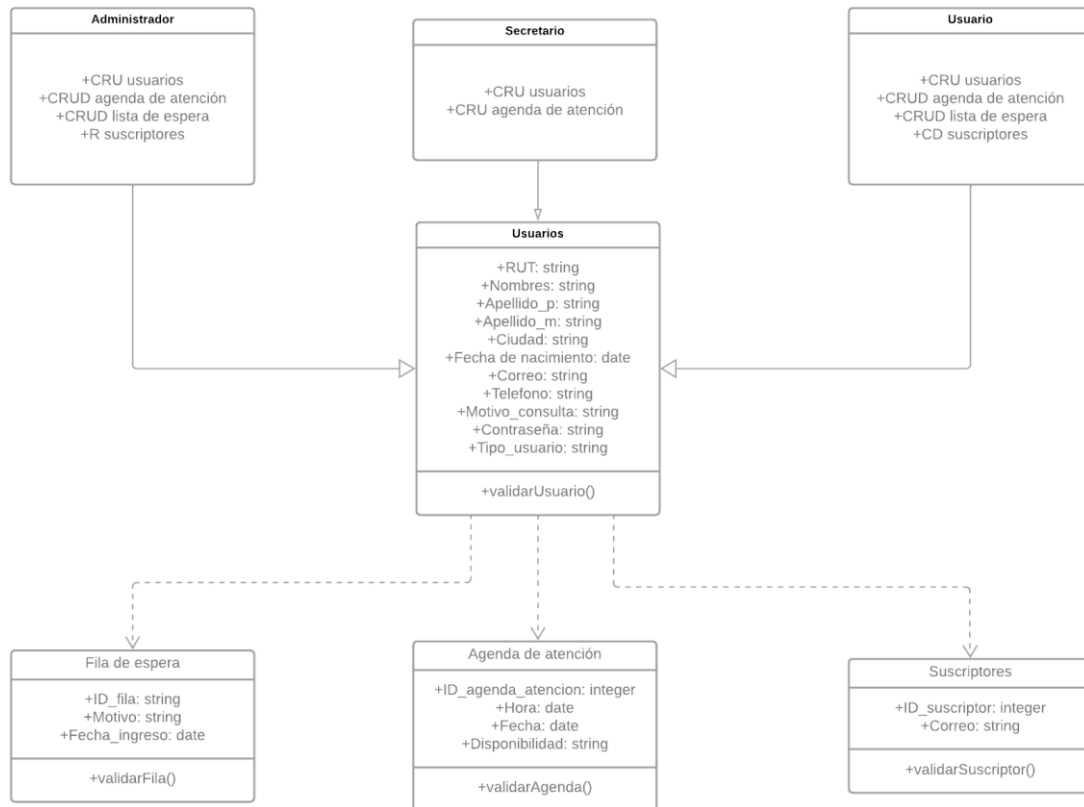 Administrador
+CRU usuarios
+CRUD agenda de atención
+CRUD lista de espera
+R suscriptores
Secretario
+CRU usuarios
+CRU agenda de atención
Usuario
+CRU usuarios
+CRUD agenda de atención
+CRUD lista de espera
+CD suscriptores
Usuarios
+RUT: string
+Nombres: string
+Apellido_p: string
+Apellido_m: string
+Ciudad: string
+Fecha de nacimiento: date
+Correo: string
+Telefono: string
+Motivo_consulta: string
+Contraseña: string
+Tipo_usuario: string
+validarUsuario()
Fila de espera
+ID_fila: string
+Motivo: string
+Fecha_ingreso: date
+validarFila()
Agenda de atención
+ID_agenda_atencion: integer
+Hora: date
+Fecha: date
+Disponibilidad: string
+validarAgenda()
Suscriptores
+ID_suscriptor: integer
+Correo: string
+validarSuscriptor()